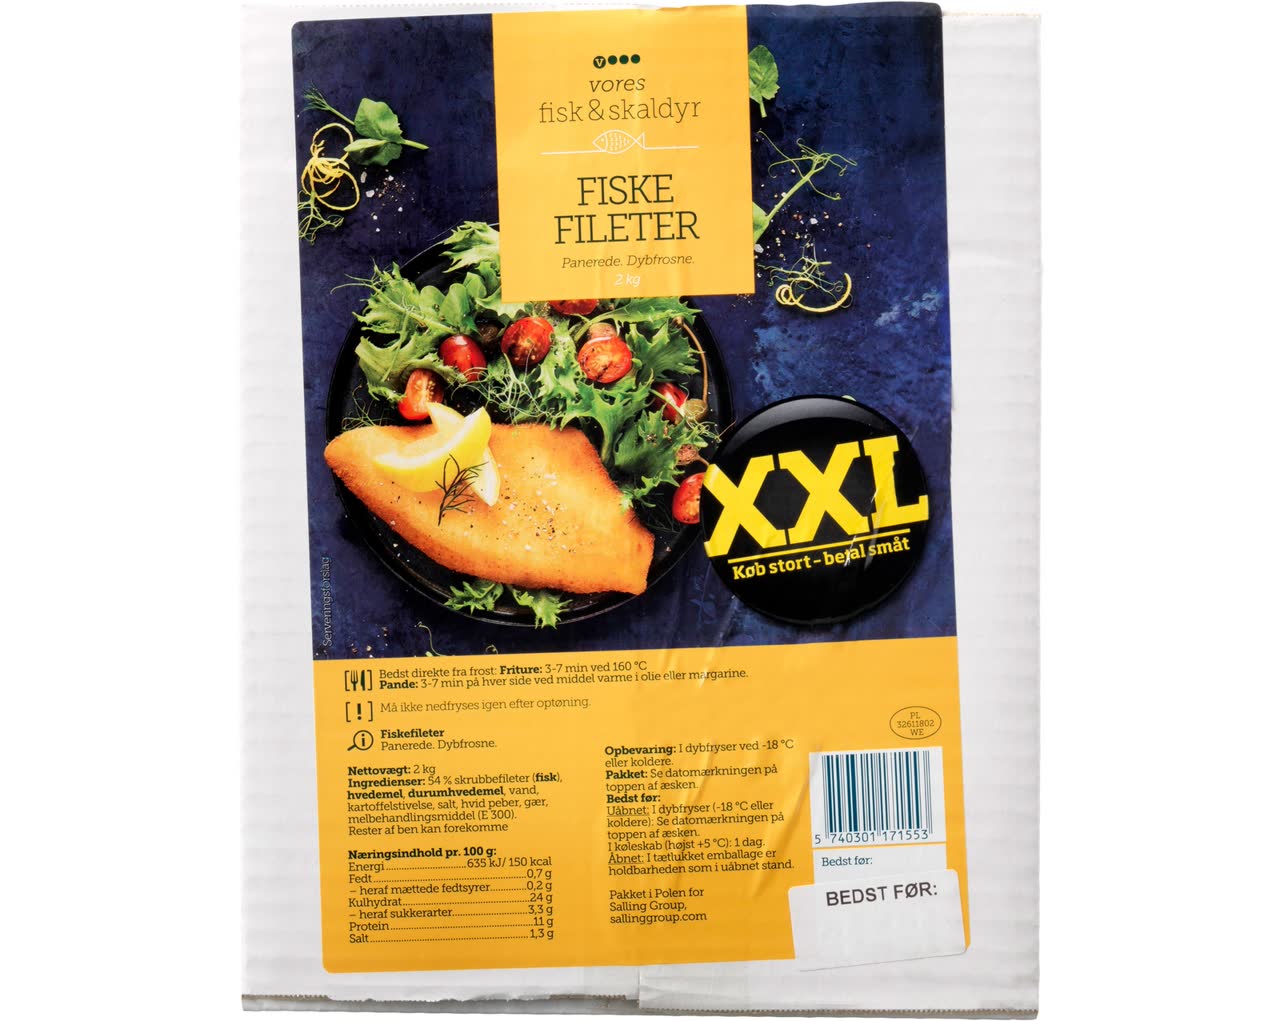 vores
fisk & skaldyr
FISKE
FILETER
Panerede. Dybfrosne.
2 kg
XXL
Køb stort – betal småt
Serveringsforslag
Bedst direkte fra frost: Friture: 3-7 min ved 160 °C
Pande: 3-7 min på hver side ved middel varme i olie eller margarine.
Må ikke nedfryses igen efter optøning.
Fiskefileter
Panerede. Dybfrosne.
Nettovægt: 2 kg
Ingredienser: 54 % skrubbefileter (fisk),
hvedemel, durumhvedemel, vand,
kartoffelstivelse, salt, hvid peber, gær,
melbehandlingsmiddel (E 300).
Rester af ben kan forekomme
Næringsindhold pr. 100 g:
Energi 635 kJ/ 150 kcal
Fedt 0,7 g
– heraf mættede fedtsyrer 0,2 g
Kulhydrat 24 g
– heraf sukkerarter 3,3 g
Protein 11 g
Salt 1,3 g
Opbevaring: I dybfryser ved -18 °C
eller koldere.
Pakket: Se datomærkningen på
toppen af æsken.
Bedst før:
Uåbnet: I dybfryser (-18 °C eller
koldere): Se datomærkningen på
toppen af æsken.
I køleskab (højst +5 °C): 1 dag.
Åbnet: I tætlukket emballage er
holdbarheden som i uåbnet stand.
Pakket i Polen for
Salling Group,
sallinggroup.com
PL
32611802
WE
5 740301 171553
Bedst før:
BEDST FØR: